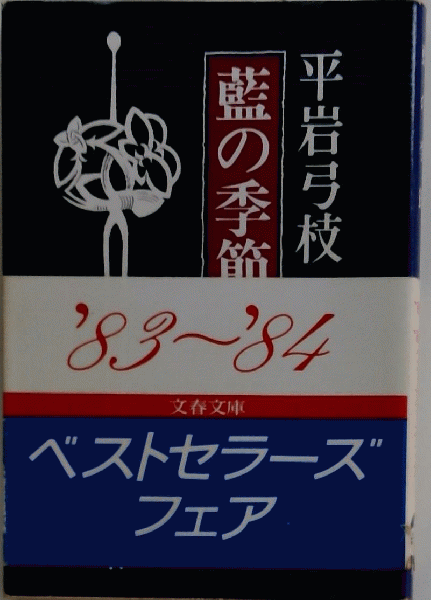 平岩弓枝
藍の季節
'83〜'84
文春文庫
ベストセラーズ
フェア